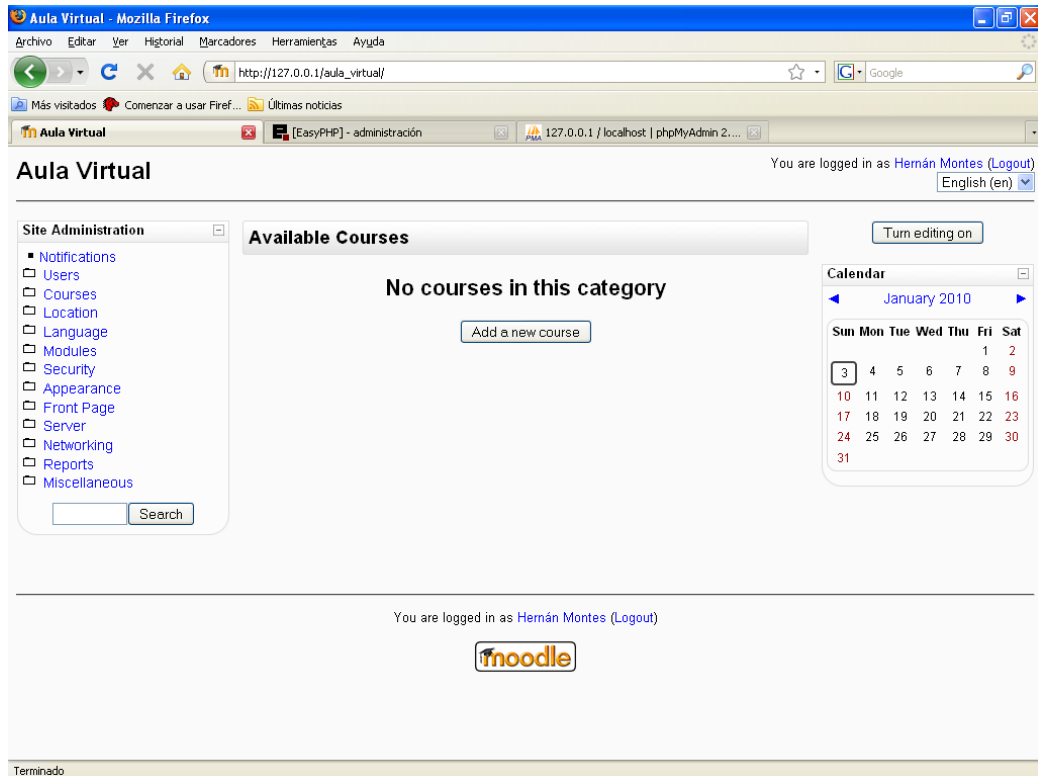 Aula Virtual - Mozilla Firefox
Archivo Editar Ver Historial Marcadores Herramientas Ayuda
http://127.0.0.1/aula_virtual/
G Google
Más visitados Comenzar a usar Firef... Últimas noticias
Aula Virtual [EasyPHP] - administración 127.0.0.1 / localhost | phpMyAdmin 2....
Aula Virtual
You are logged in as Hernán Montes (Logout)
English (en)
Site Administration
Notifications
Users
Courses
Location
Language
Modules
Security
Appearance
Front Page
Server
Networking
Reports
Miscellaneous
Search
Available Courses
No courses in this category
Add a new course
Turn editing on
Calendar
◄ January 2010 ►
Sun Mon Tue Wed Thu Fri Sat
1 2
3 4 5 6 7 8 9
10 11 12 13 14 15 16
17 18 19 20 21 22 23
24 25 26 27 28 29 30
31
You are logged in as Hernán Montes (Logout)
moodle
Terminado